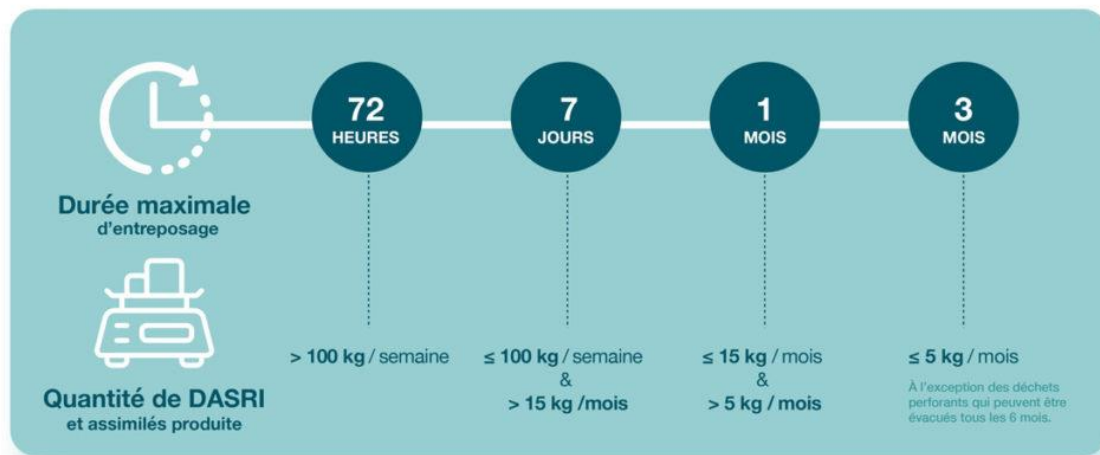 72
HEURES
7
JOURS
1
MOIS
3
MOIS
Durée maximale
d'entreposage
> 100 kg / semaine
≤ 100 kg / semaine
&
> 15 kg /mois
≤ 15 kg / mois
&
> 5 kg / mois
≤ 5 kg / mois
À l'exception des déchets
perforants qui peuvent être
évacués tous les 6 mois.
Quantité de DASRI
et assimilés produite